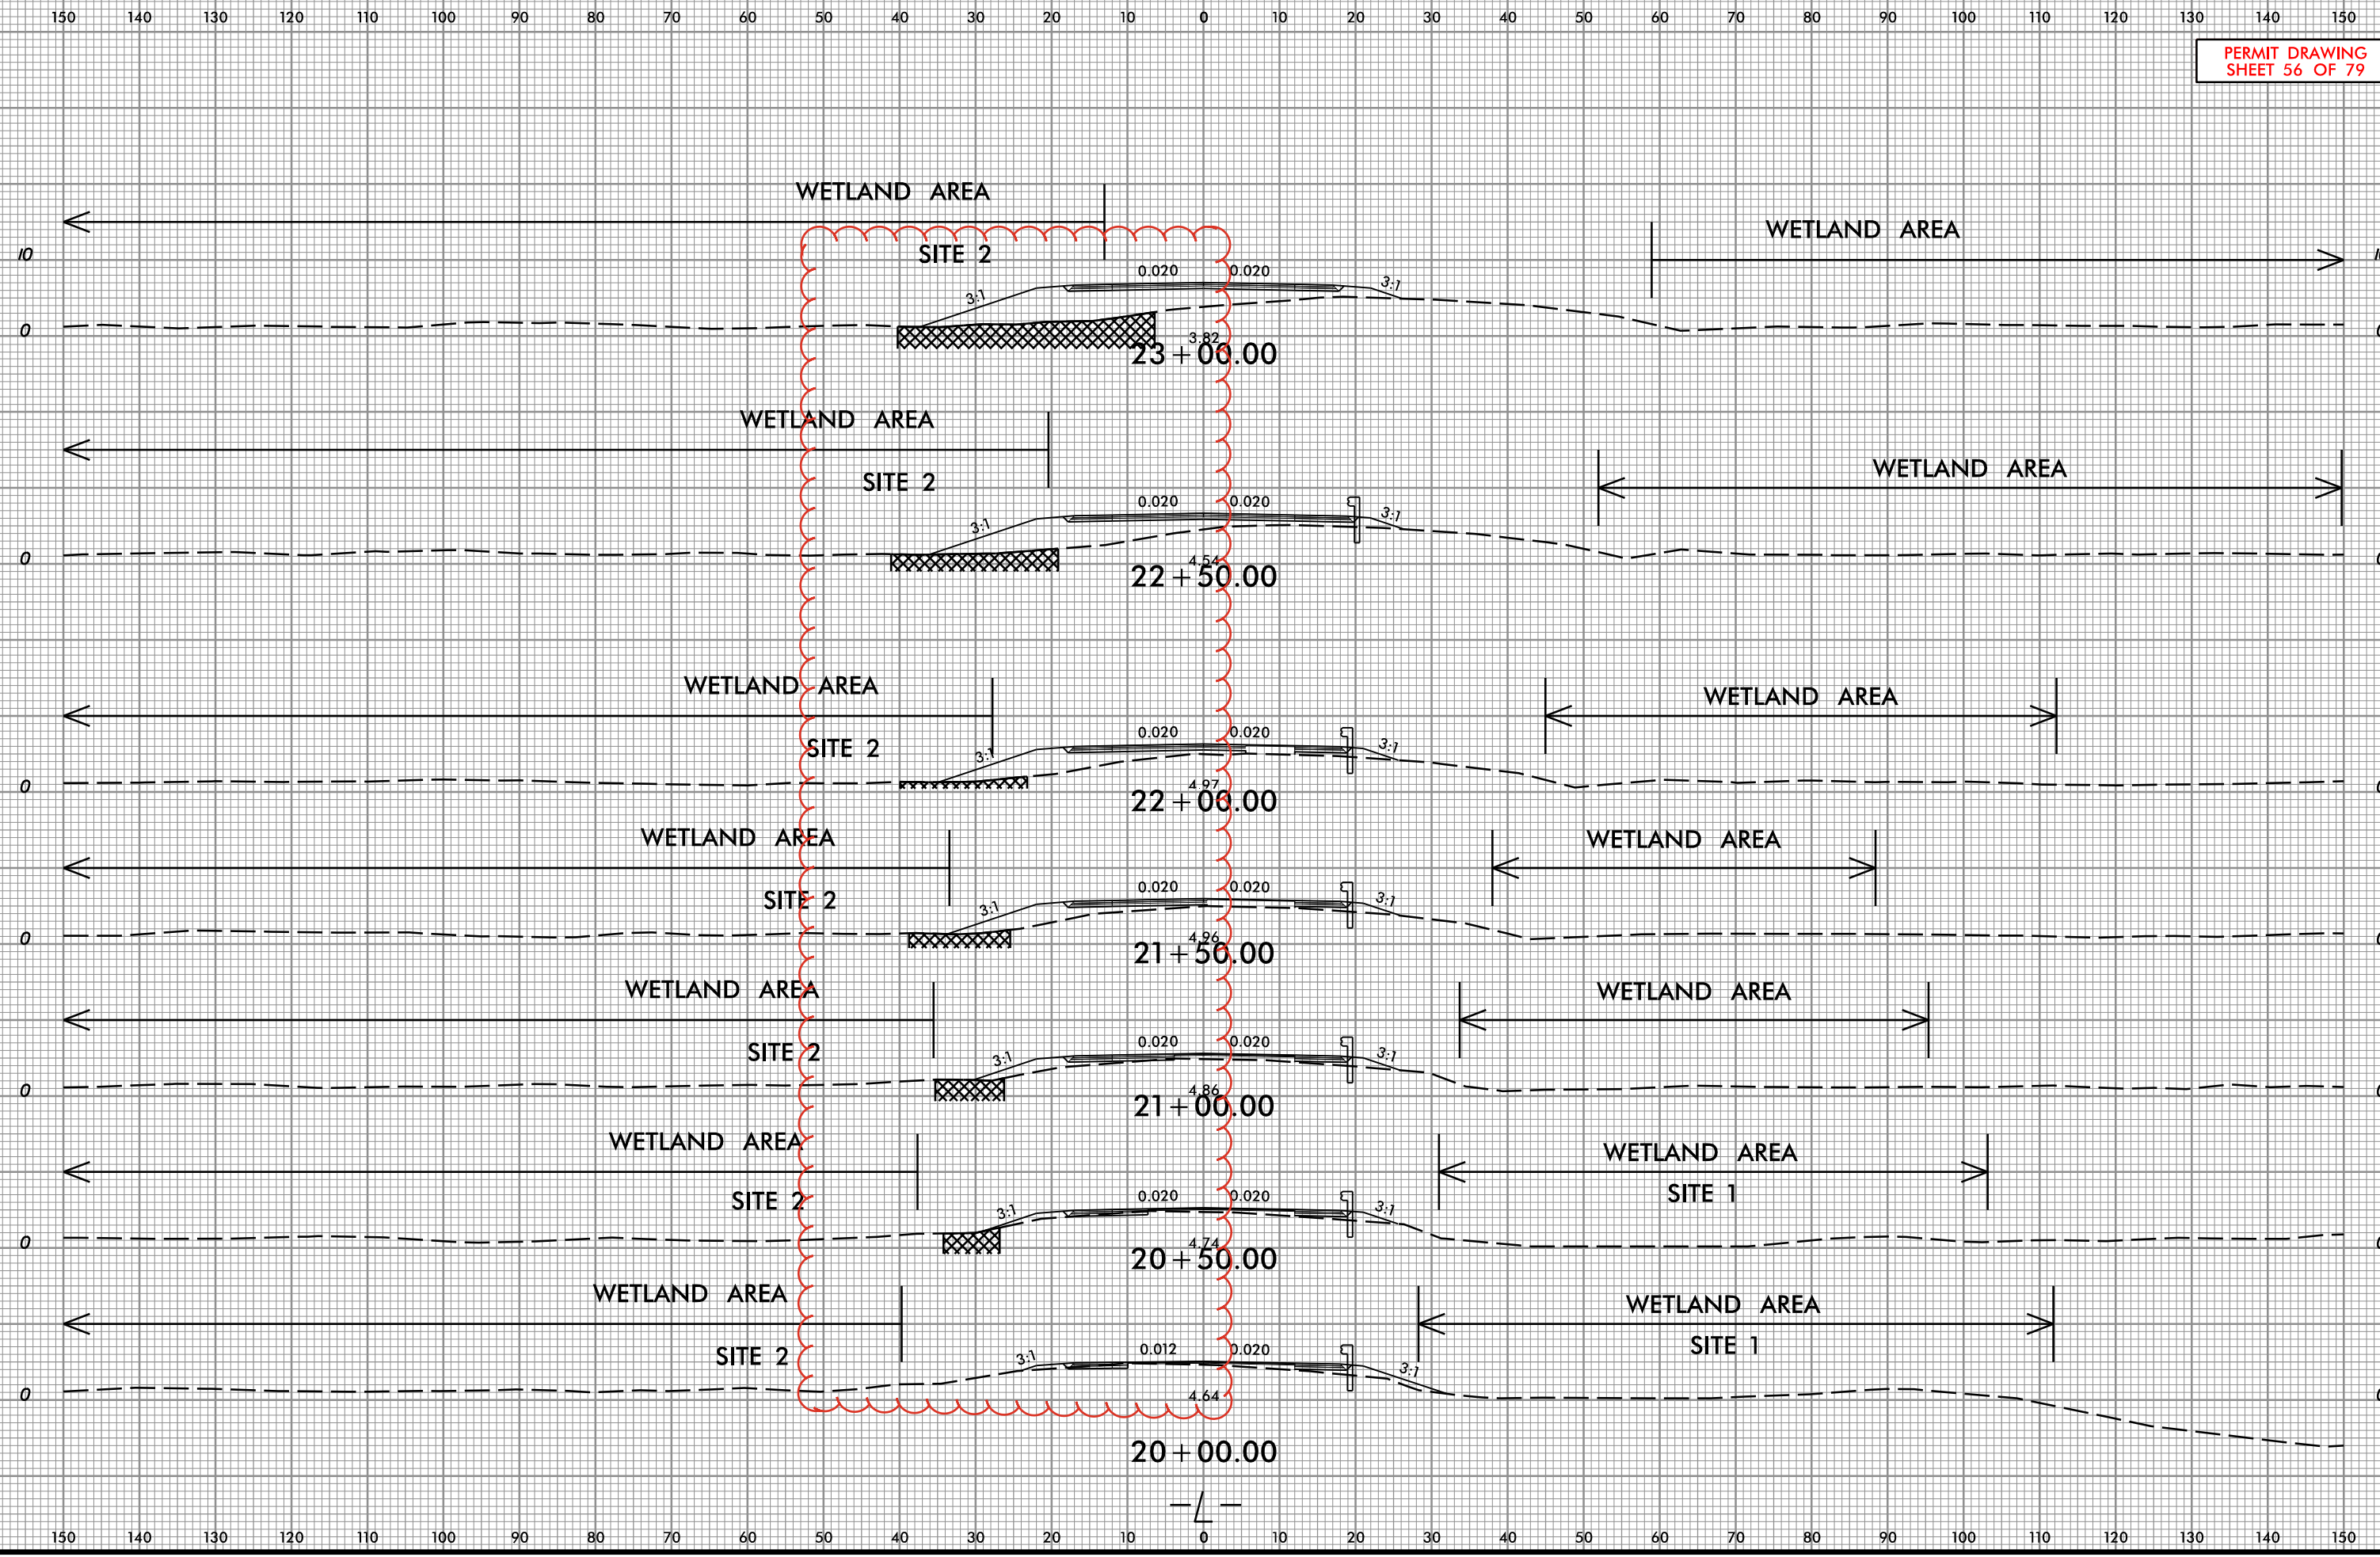 150 140 130 120 110 100 90 80 70 60 50 40 30 20 10 0 10 20 30 40 50 60 70 80 90 100 110 120 130 140 150
PERMIT DRAWING
SHEET 56 OF 79
WETLAND AREA
WETLAND AREA
10
SITE 2
0.020 0.020
3:1 3:1
0
3.82
23+00.00
WETLAND AREA
WETLAND AREA
SITE 2
0.020 0.020
3:1 3:1
0
4.54
22+50.00
WETLAND AREA
WETLAND AREA
SITE 2
0.020 0.020
3:1 3:1
0
4.97
22+00.00
WETLAND AREA
WETLAND AREA
SITE 2
0.020 0.020
3:1 3:1
0
4.96
21+50.00
WETLAND AREA
WETLAND AREA
SITE 2
0.020 0.020
3:1 3:1
0
4.86
21+00.00
WETLAND AREA
WETLAND AREA
SITE 2
SITE 1
0.020 0.020
3:1 3:1
0
4.74
20+50.00
WETLAND AREA
WETLAND AREA
SITE 2
SITE 1
0.012 0.020
3:1 3:1
0
4.64
20+00.00
-L-
150 140 130 120 110 100 90 80 70 60 50 40 30 20 10 0 10 20 30 40 50 60 70 80 90 100 110 120 130 140 150